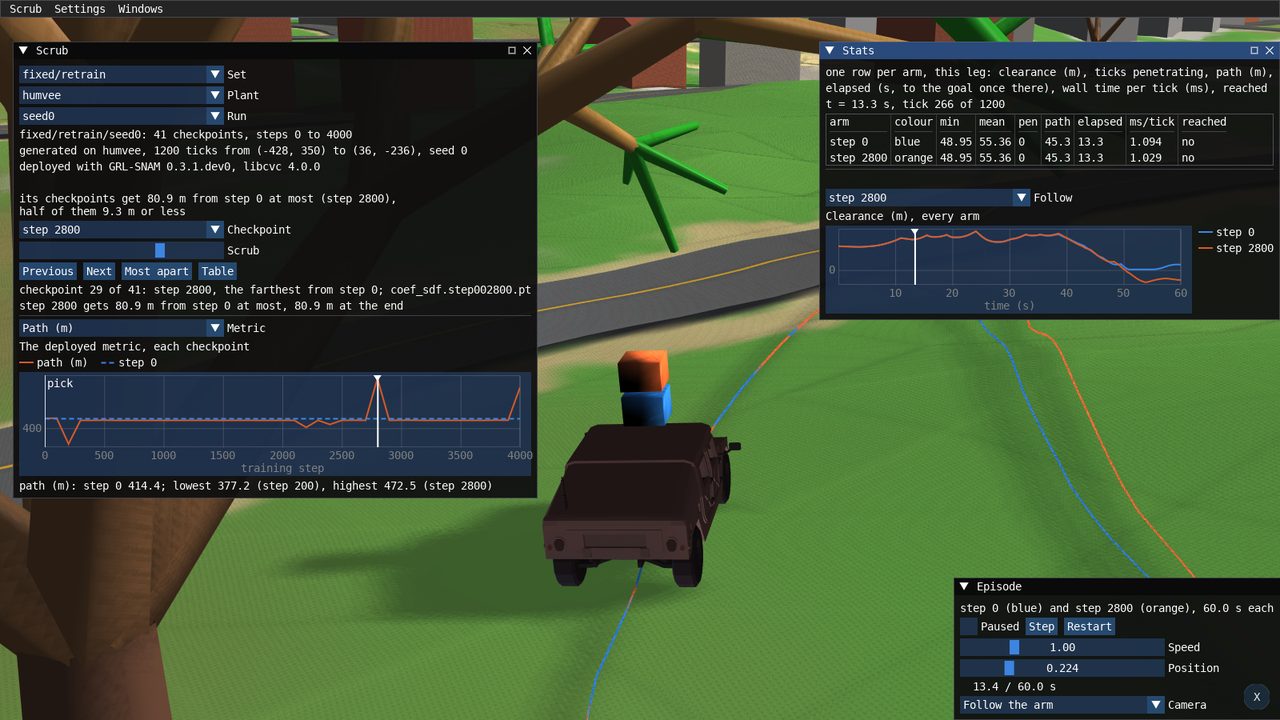 Scrub Settings Windows
Scrub
fixed/retrain Set
humvee Plant
seed0 Run
fixed/retrain/seed0: 41 checkpoints, steps 0 to 4000
generated on humvee, 1200 ticks from (-428, 350) to (36, -236), seed 0
deployed with GRL-SNAM 0.3.1.dev0, libcvc 4.0.0
its checkpoints get 80.9 m from step 0 at most (step 2800),
half of them 9.3 m or less
step 2800 Checkpoint
Scrub
Previous Next Most apart Table
checkpoint 29 of 41: step 2800, the farthest from step 0; coef_sdf.step002800.pt
step 2800 gets 80.9 m from step 0 at most, 80.9 m at the end
Path (m) Metric
The deployed metric, each checkpoint
path (m) step 0
pick
400
0 500 1000 1500 2000 2500 3000 3500 4000
training step
path (m): step 0 414.4; lowest 377.2 (step 200), highest 472.5 (step 2800)
Stats
one row per arm, this leg: clearance (m), ticks penetrating, path (m),
elapsed (s, to the goal once there), wall time per tick (ms), reached
t = 13.3 s, tick 266 of 1200
arm colour min mean pen path elapsed ms/tick reached
step 0 blue 48.95 55.36 0 45.3 13.3 1.094 no
step 2800 orange 48.95 55.36 0 45.3 13.3 1.029 no
step 2800 Follow
Clearance (m), every arm
step 0
step 2800
0
10 20 30 40 50 60
time (s)
Episode
step 0 (blue) and step 2800 (orange), 60.0 s each
Paused Step Restart
1.00 Speed
0.224 Position
13.4 / 60.0 s
Follow the arm Camera
X